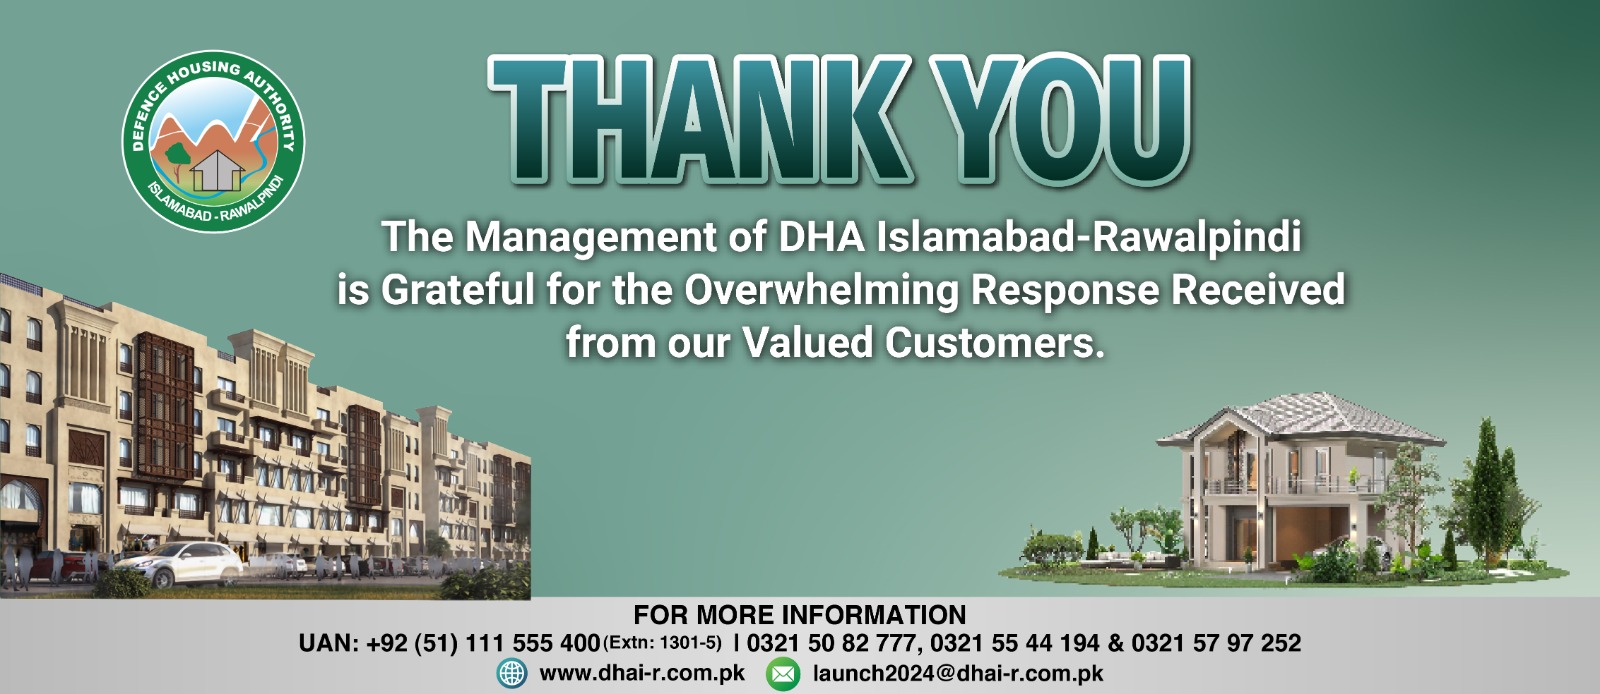 DEFENCE HOUSING AUTHORITY
ISLAMABAD - RAWALPINDI
THANK YOU
The Management of DHA Islamabad-Rawalpindi
is Grateful for the Overwhelming Response Received
from our Valued Customers.
FOR MORE INFORMATION
UAN: +92 (51) 111 555 400 (Extn: 1301-5) | 0321 50 82 777, 0321 55 44 194 & 0321 57 97 252
www.dhai-r.com.pk launch2024@dhai-r.com.pk